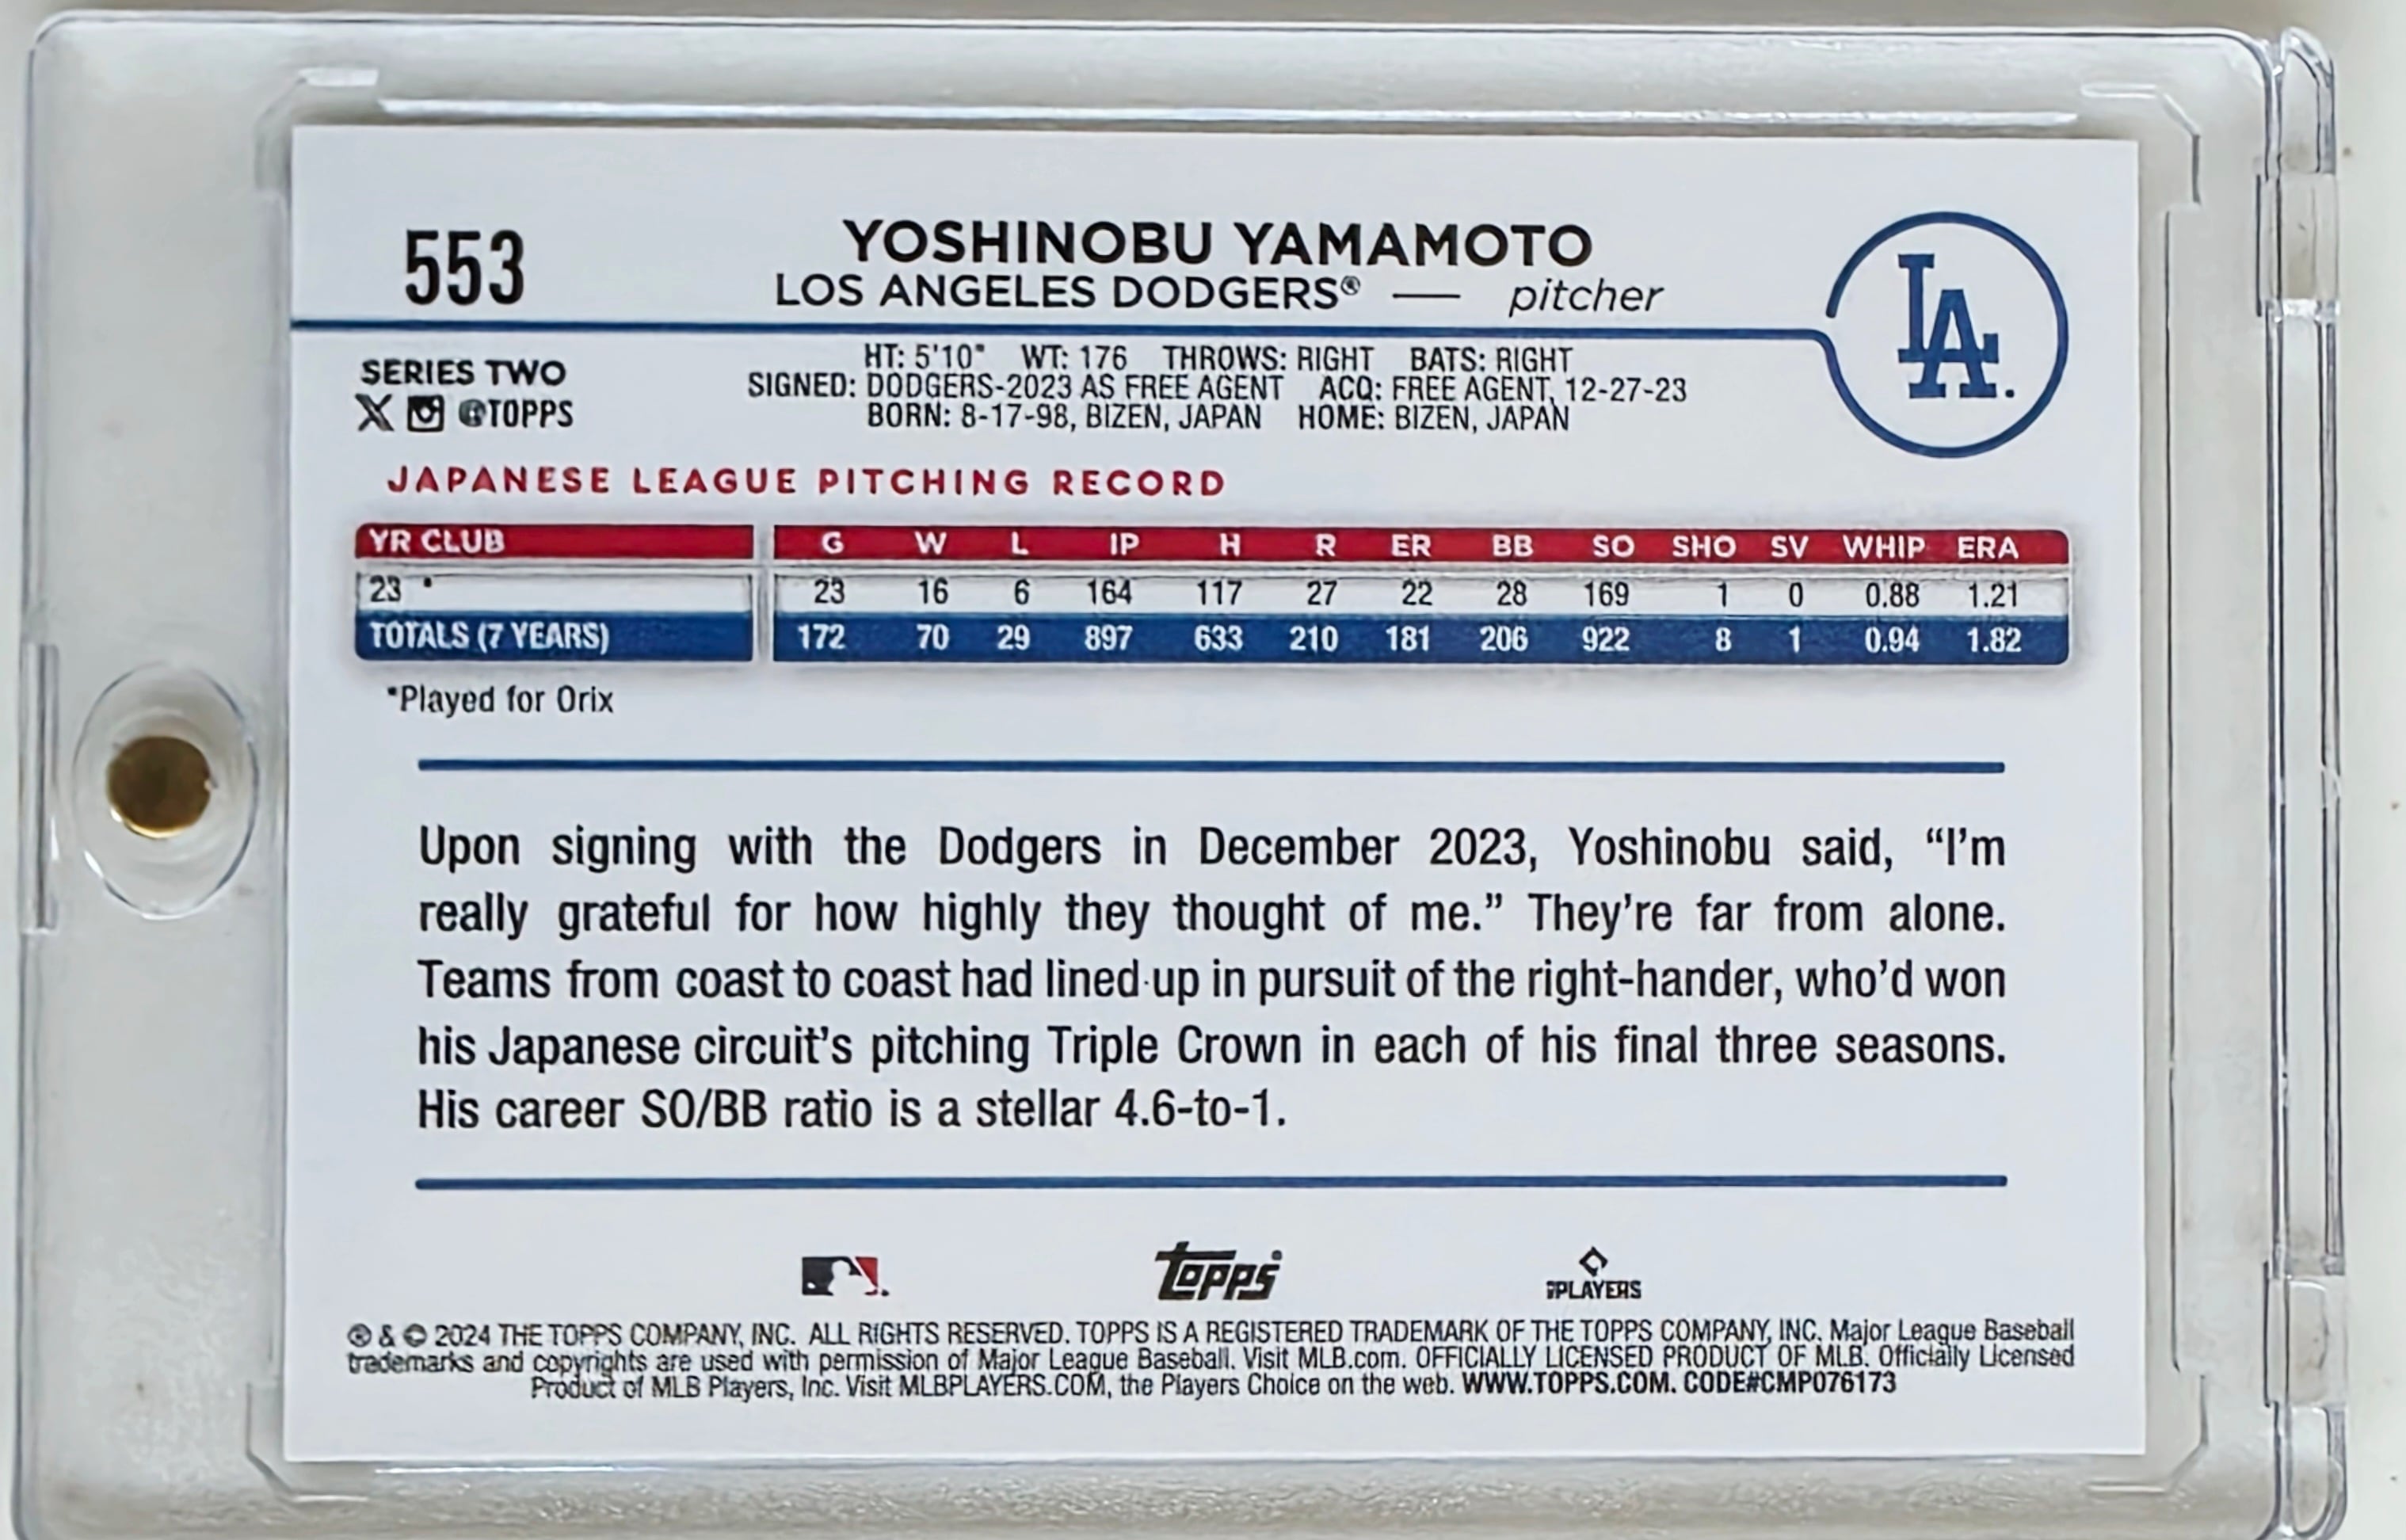 553
YOSHINOBU YAMAMOTO
LOS ANGELES DODGERS® — pitcher
LA
SERIES TWO
X @TOPPS
HT: 5'10" WT: 176 THROWS: RIGHT BATS: RIGHT
SIGNED: DODGERS-2023 AS FREE AGENT ACQ: FREE AGENT, 12-27-23
BORN: 8-17-98, BIZEN, JAPAN HOME: BIZEN, JAPAN
JAPANESE LEAGUE PITCHING RECORD
YR CLUB G W L IP H R ER BB SO SHO SV WHIP ERA
23 * 23 16 6 164 117 27 22 28 169 1 0 0.88 1.21
TOTALS (7 YEARS) 172 70 29 897 633 210 181 206 922 8 1 0.94 1.82
*Played for Orix
Upon signing with the Dodgers in December 2023, Yoshinobu said, “I’m
really grateful for how highly they thought of me.” They’re far from alone.
Teams from coast to coast had lined up in pursuit of the right-hander, who’d won
his Japanese circuit’s pitching Triple Crown in each of his final three seasons.
His career SO/BB ratio is a stellar 4.6-to-1.
Topps
PLAYERS
® & © 2024 THE TOPPS COMPANY, INC. ALL RIGHTS RESERVED. TOPPS IS A REGISTERED TRADEMARK OF THE TOPPS COMPANY, INC. Major League Baseball
trademarks and copyrights are used with permission of Major League Baseball. Visit MLB.com. OFFICIALLY LICENSED PRODUCT OF MLB. Officially Licensed
Product of MLB Players, Inc. Visit MLBPLAYERS.COM, the Players Choice on the web. WWW.TOPPS.COM. CODE#CMP076173